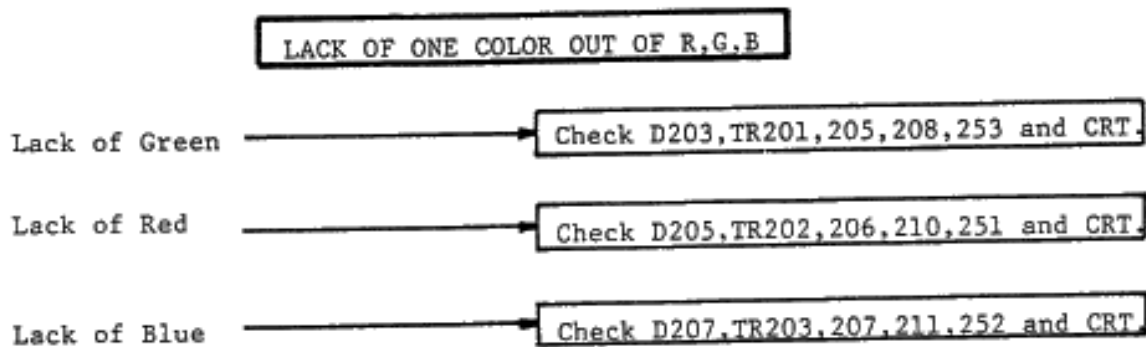 LACK OF ONE COLOR OUT OF R,G,B
Lack of Green
Check D203,TR201,205,208,253 and CRT.
Lack of Red
Check D205,TR202,206,210,251 and CRT.
Lack of Blue
Check D207,TR203,207,211,252 and CRT.